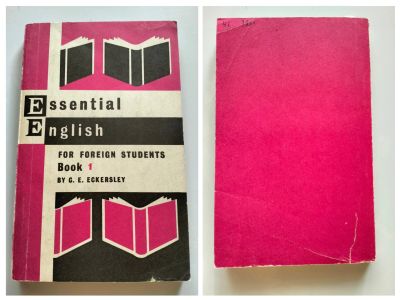 Essential
English
FOR FOREIGN STUDENTS
Book 1
BY C. E. ECKERSLEY